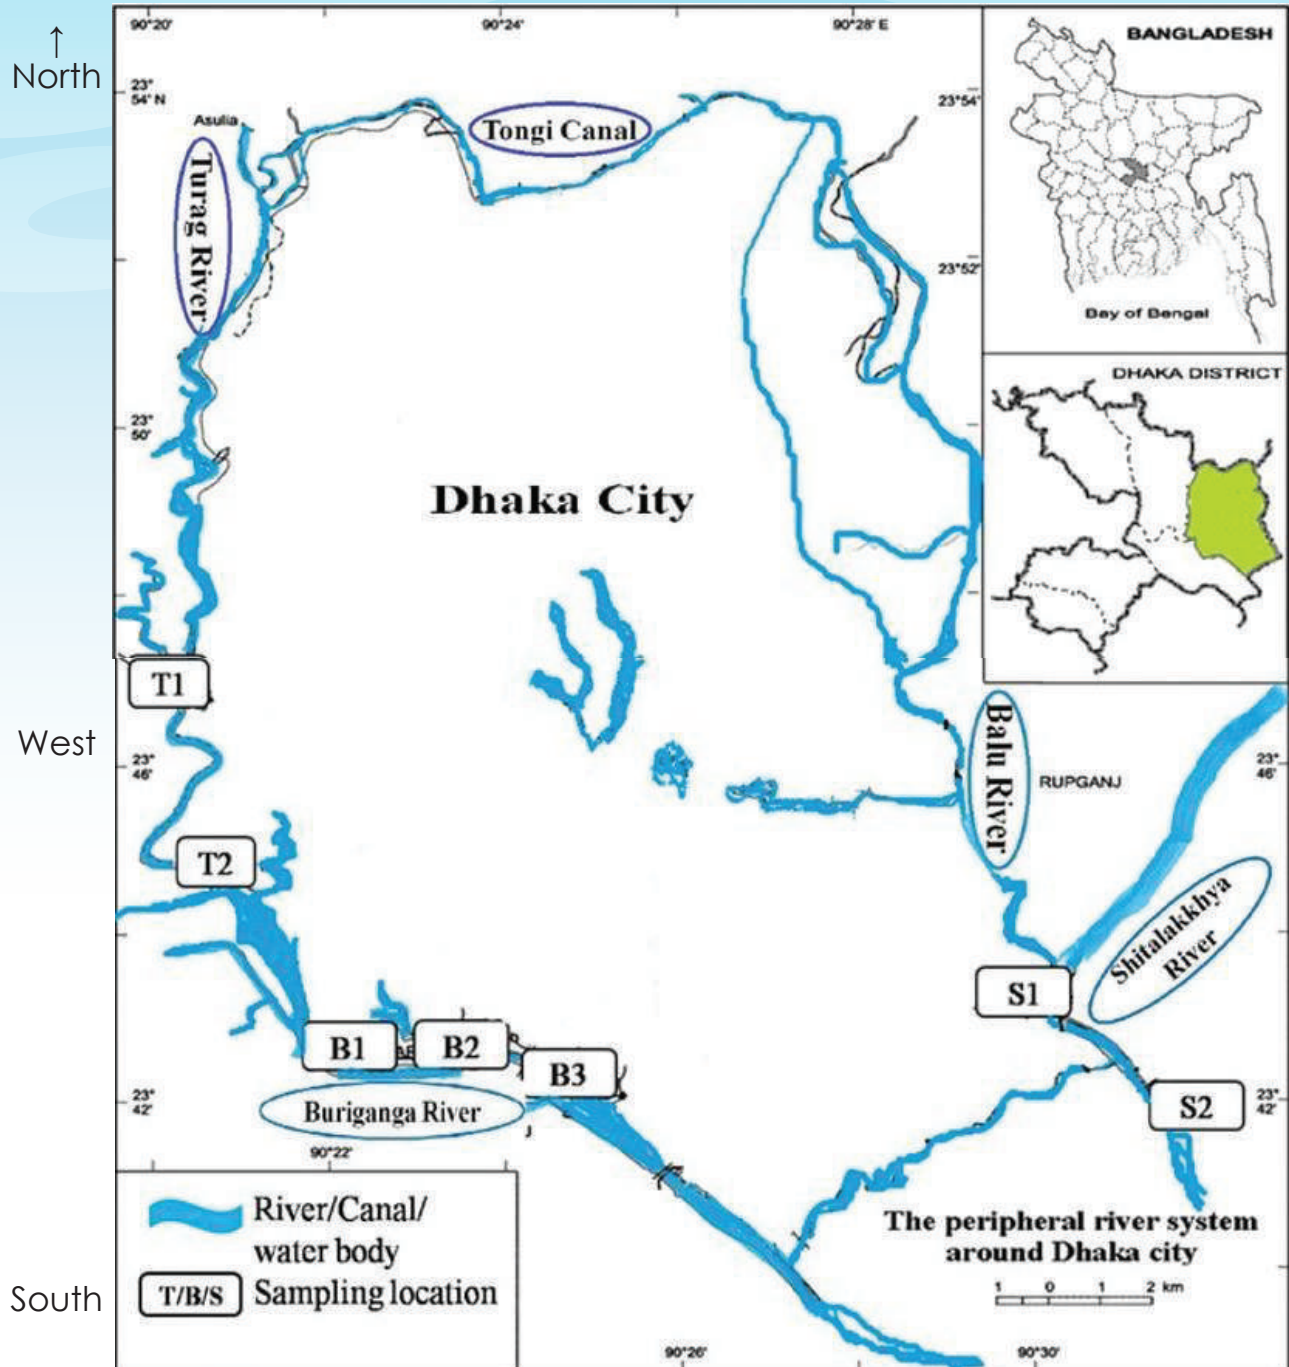 ↑
North
West
South
90°20'
90°24'
90°28' E
23°
54' N
23°54'
23°52'
23°
50'
23°
46'
23°
46'
23°
42'
23°
42'
90°22'
90°26'
90°30'
Asulia
Turag River
Tongi Canal
Dhaka City
T1
T2
B1
B2
B3
Buriganga River
Balu River
RUPGANJ
Shitalakkhya
River
S1
S2
BANGLADESH
Bay of Bengal
DHAKA DISTRICT
River/Canal/
water body
T/B/S
Sampling location
The peripheral river system
around Dhaka city
1 0 1 2 km